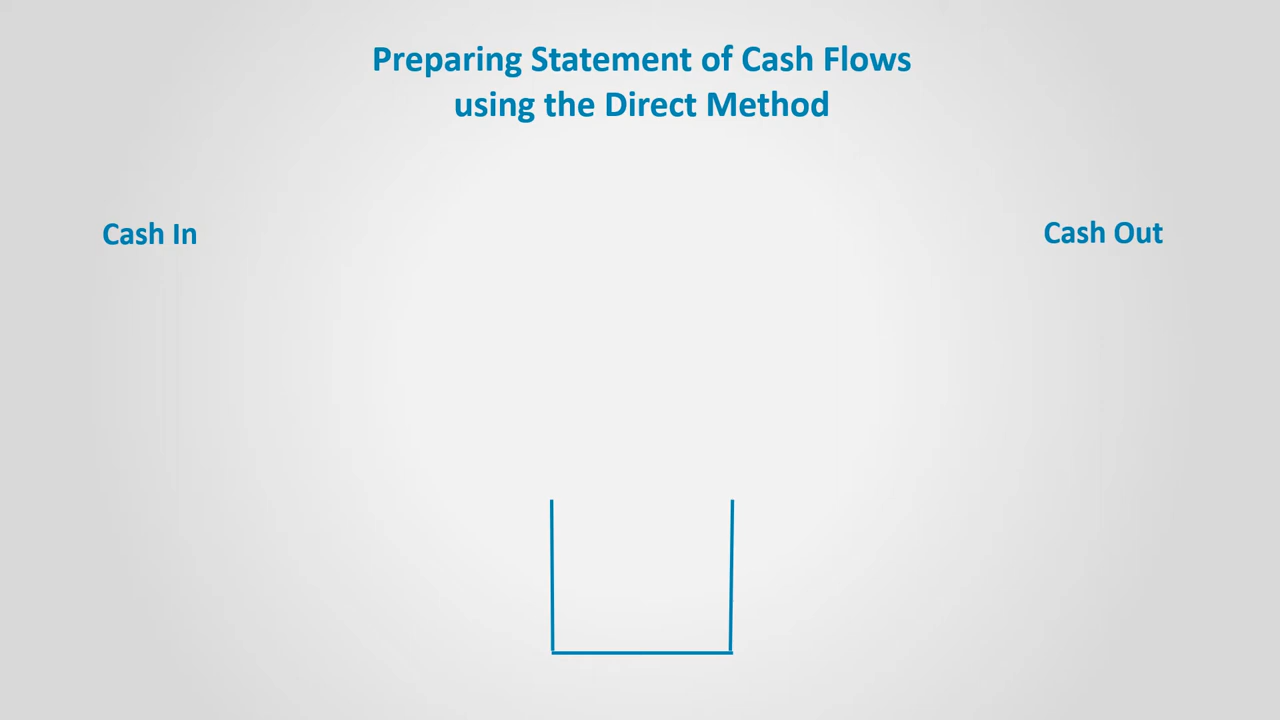 Preparing Statement of Cash Flows
using the Direct Method
Cash In
Cash Out